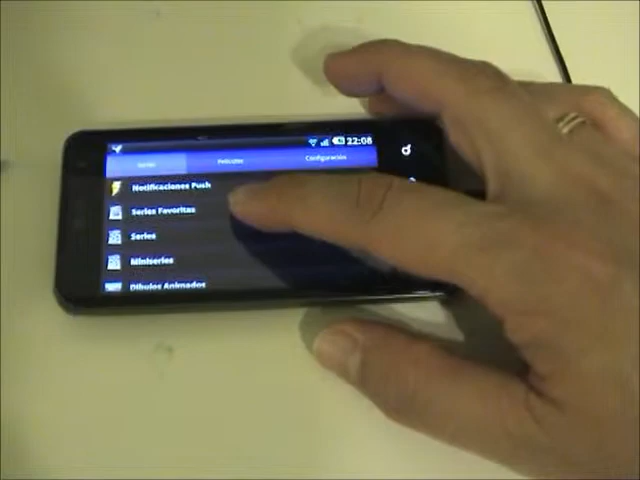 22:08
Series Películas Configuración
Notificaciones Push
Series Favoritas
Series
Miniseries
Dibujos Animados